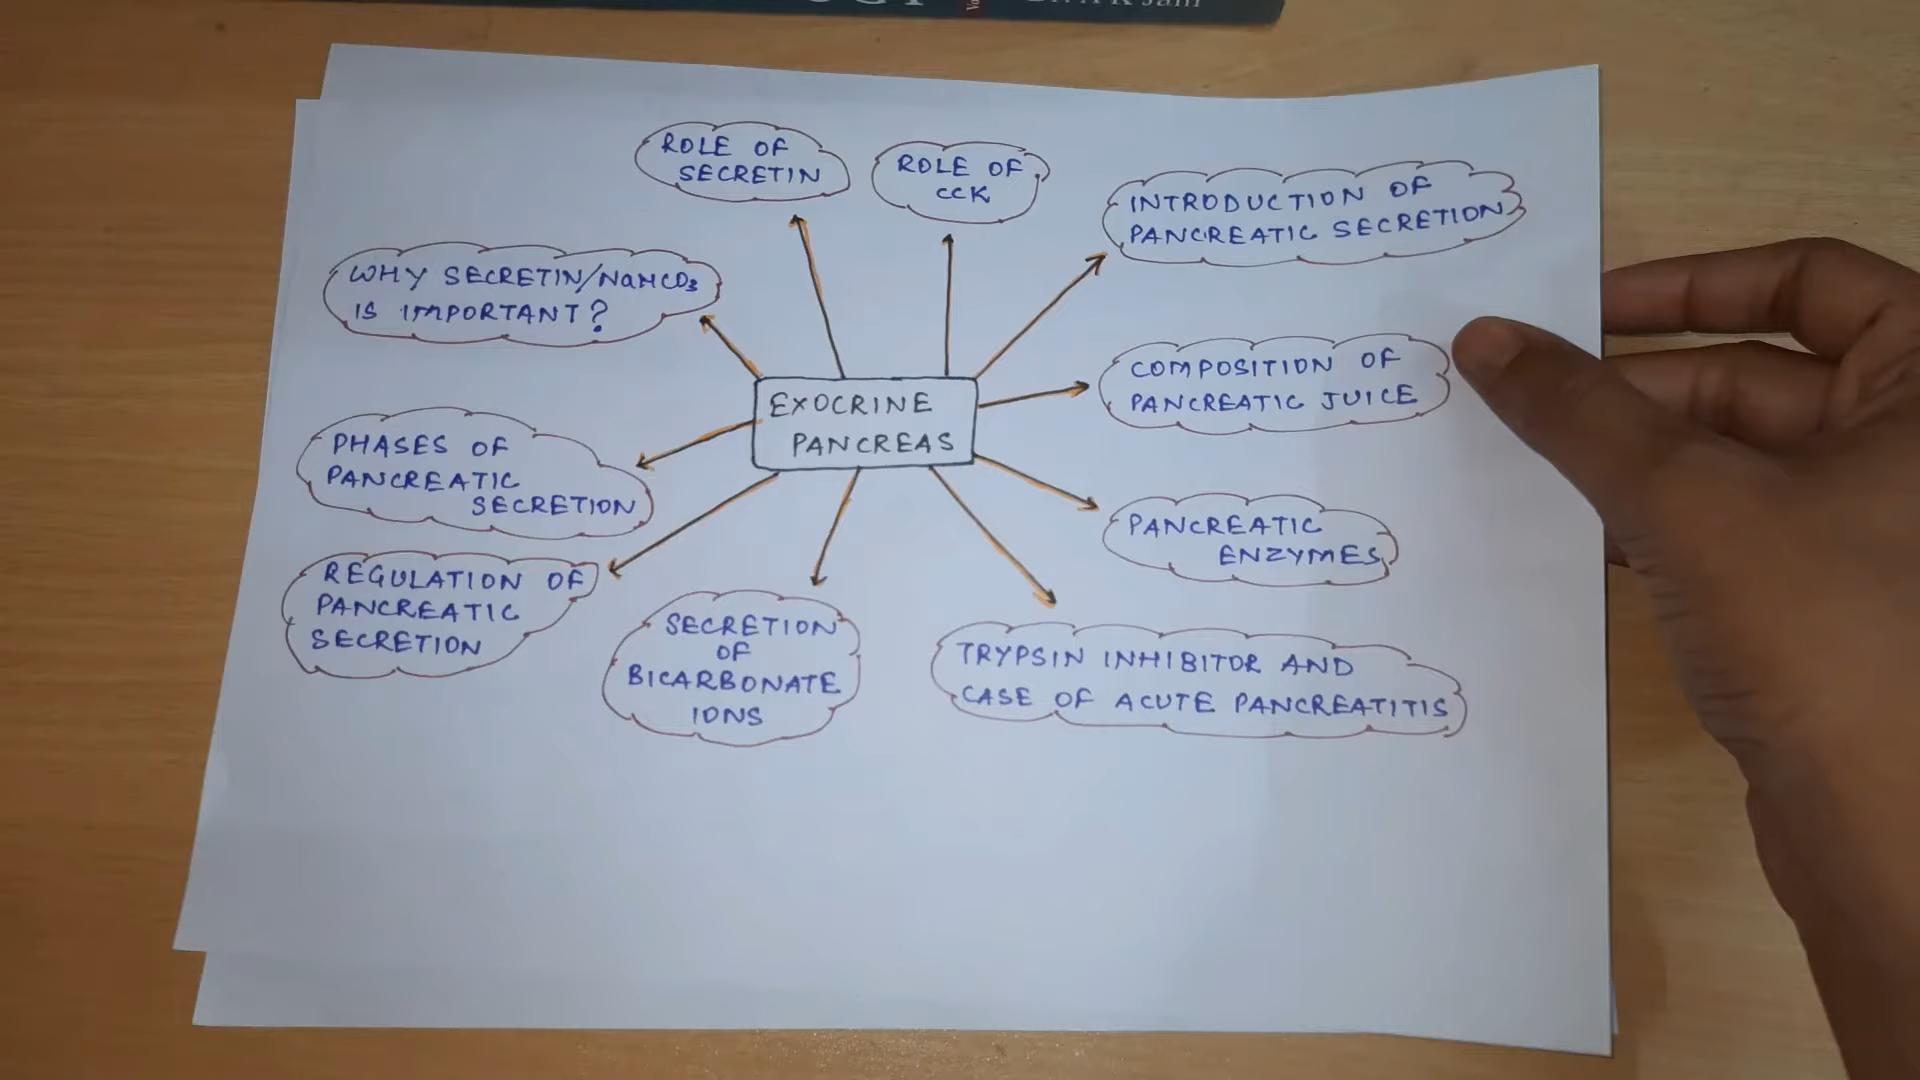 ROLE OF
SECRETIN
ROLE OF
CCK
INTRODUCTION OF
PANCREATIC SECRETION
WHY SECRETIN/NaHCO3
IS IMPORTANT?
COMPOSITION OF
PANCREATIC JUICE
EXOCRINE
PANCREAS
PHASES OF
PANCREATIC
SECRETION
PANCREATIC
ENZYMES
REGULATION OF
PANCREATIC
SECRETION
SECRETION
OF
BICARBONATE
IONS
TRYPSIN INHIBITOR AND
CASE OF ACUTE PANCREATITIS